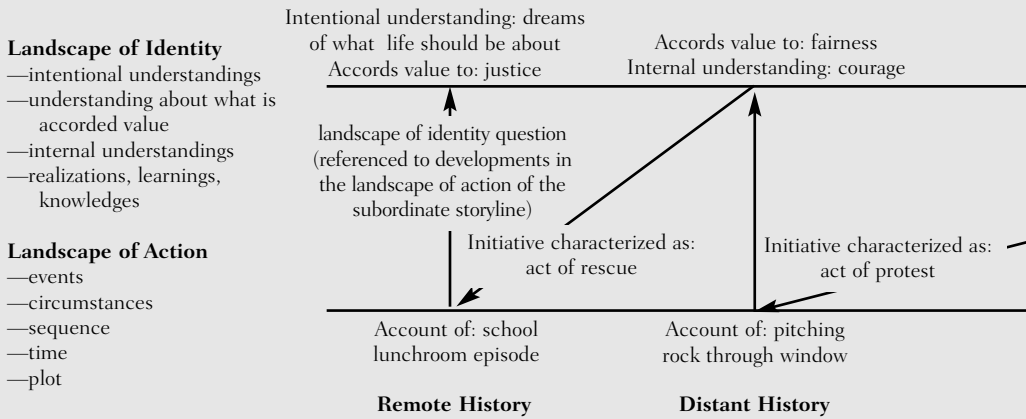 Landscape of Identity
—intentional understandings
—understanding about what is
accorded value
—internal understandings
—realizations, learnings,
knowledges
Landscape of Action
—events
—circumstances
—sequence
—time
—plot
Intentional understanding: dreams
of what life should be about
Accords value to: justice
Accords value to: fairness
Internal understanding: courage
landscape of identity question
(referenced to developments in
the landscape of action of the
subordinate storyline)
Initiative characterized as:
act of rescue
Initiative characterized as:
act of protest
Account of: school
lunchroom episode
Account of: pitching
rock through window
Remote History
Distant History